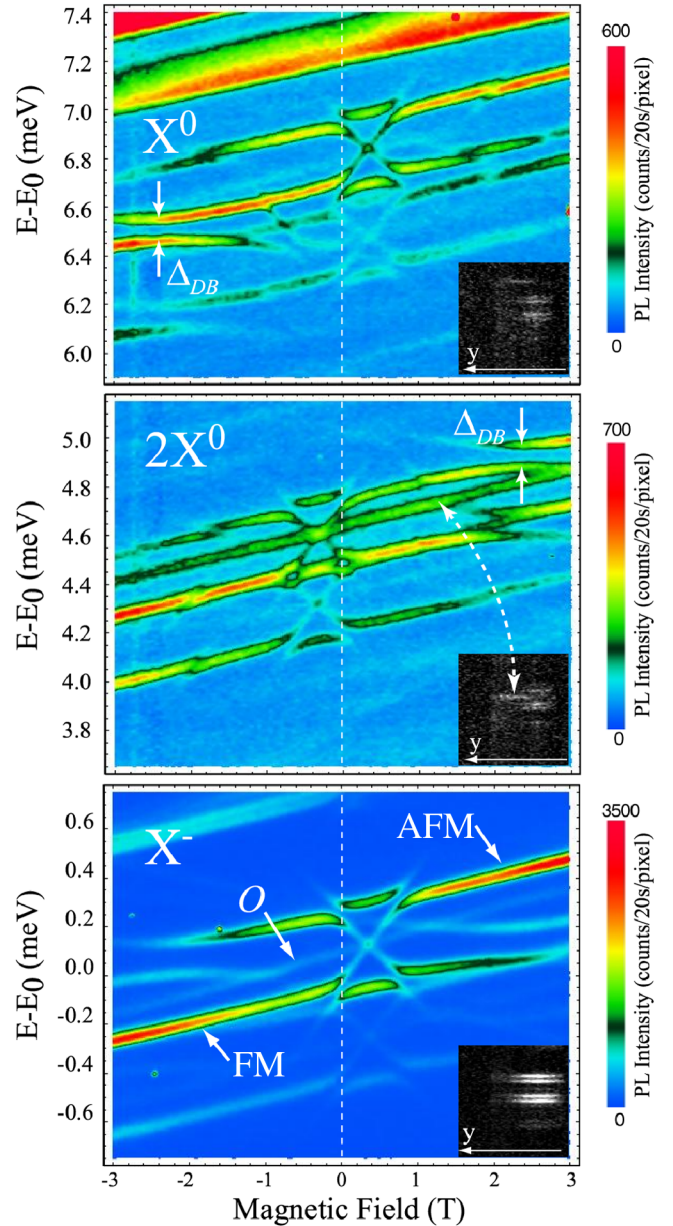 7.4
7.2
7.0
6.8
6.6
6.4
6.2
6.0
E-E0 (meV)
X0
ΔDB
y
600
0
PL Intensity (counts/20s/pixel)
5.0
4.8
4.6
4.4
4.2
4.0
3.8
E-E0 (meV)
2X0
ΔDB
y
700
0
PL Intensity (counts/20s/pixel)
0.6
0.4
0.2
0.0
-0.2
-0.4
-0.6
E-E0 (meV)
X-
AFM
O
FM
y
3500
0
PL Intensity (counts/20s/pixel)
-3 -2 -1 0 1 2 3
Magnetic Field (T)